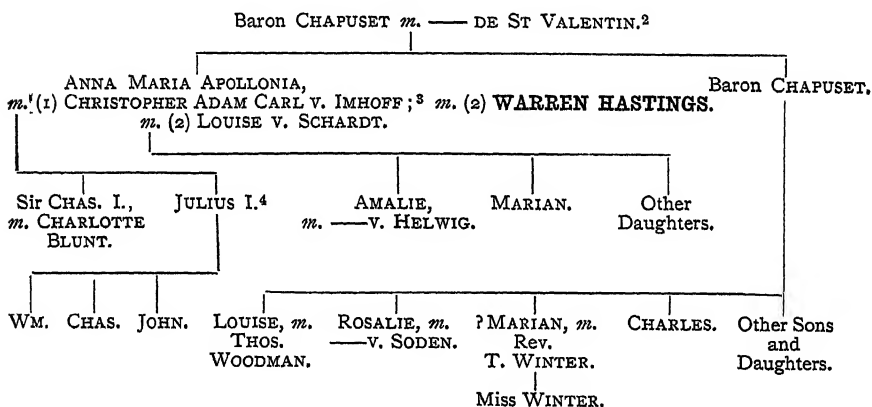 Baron CHAPUSET m. —— DE ST VALENTIN.²
ANNA MARIA APOLLONIA,
m. (1) CHRISTOPHER ADAM CARL V. IMHOFF;³ m. (2) WARREN HASTINGS.
m. (2) LOUISE V. SCHARDT.
Baron CHAPUSET.
Sir CHAS. I.,
m. CHARLOTTE
BLUNT.
JULIUS I.⁴
AMALIE,
m. ——V. HELWIG.
MARIAN.
Other
Daughters.
WM.
CHAS.
JOHN.
LOUISE, m.
THOS.
WOODMAN.
ROSALIE, m.
——V. SODEN.
?MARIAN, m.
Rev.
T. WINTER.
CHARLES.
Other Sons
and
Daughters.
Miss WINTER.